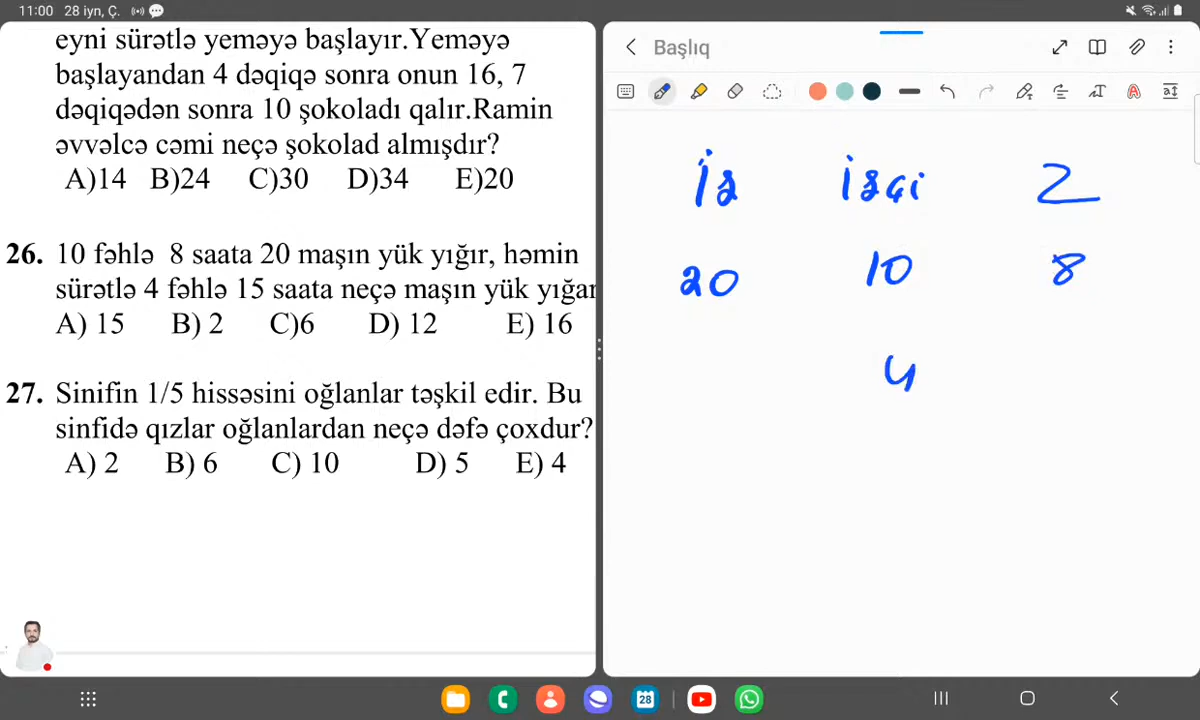 11:00 28 iyn, Ç.
eyni sürətlə yeməyə başlayır.Yeməyə
başlayandan 4 dəqiqə sonra onun 16, 7
dəqiqədən sonra 10 şokoladı qalır.Ramin
əvvəlcə cəmi neçə şokolad almışdır?
A)14 B)24 C)30 D)34 E)20
26. 10 fəhlə 8 saata 20 maşın yük yığır, həmin
sürətlə 4 fəhlə 15 saata neçə maşın yük yığar
A) 15 B) 2 C)6 D) 12 E) 16
27. Sinifin 1/5 hissəsini oğlanlar təşkil edir. Bu
sinfidə qızlar oğlanlardan neçə dəfə çoxdur?
A) 2 B) 6 C) 10 D) 5 E) 4
Başlıq
İş İşçi Z
20 10 8
4
28